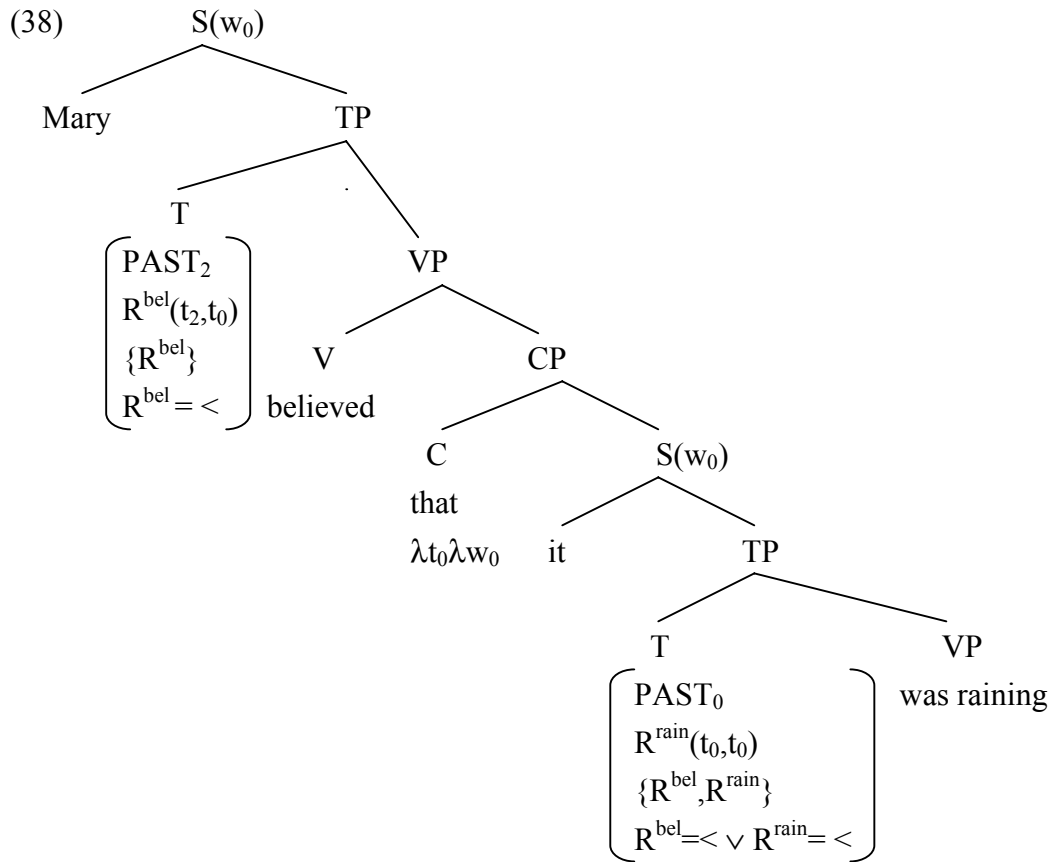 (38) S(w₀)
Mary TP
T
PAST₂ VP
Rᵇᵉˡ(t₂,t₀)
{Rᵇᵉˡ} V CP
Rᵇᵉˡ = < believed
C S(w₀)
that
λt₀λw₀ it TP
T VP
PAST₀ was raining
Rʳᵃⁱⁿ(t₀,t₀)
{Rᵇᵉˡ,Rʳᵃⁱⁿ}
Rᵇᵉˡ=< ∨ Rʳᵃⁱⁿ= <